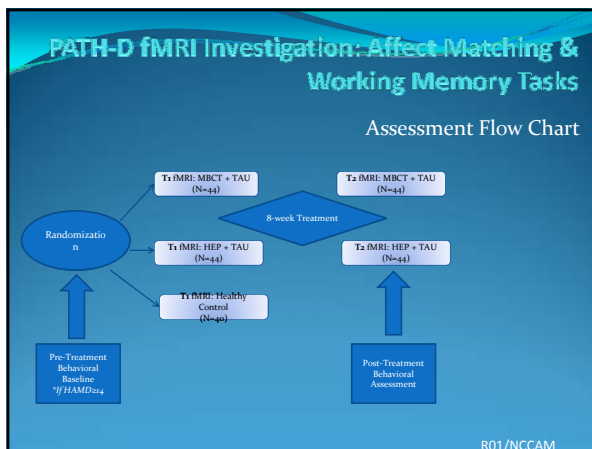 PATH-D fMRI Investigation: Affect Matching &
Working Memory Tasks
Assessment Flow Chart
T1 fMRI: MBCT + TAU
(N=44)
T2 fMRI: MBCT + TAU
(N=44)
8-week Treatment
Randomizatio
n
T1 fMRI: HEP + TAU
(N=44)
T2 fMRI: HEP + TAU
(N=44)
T1 fMRI: Healthy
Control
(N=40)
Pre-Treatment
Behavioral
Baseline
*If HAMD≥14
Post-Treatment
Behavioral
Assessment
R01/NCCAM